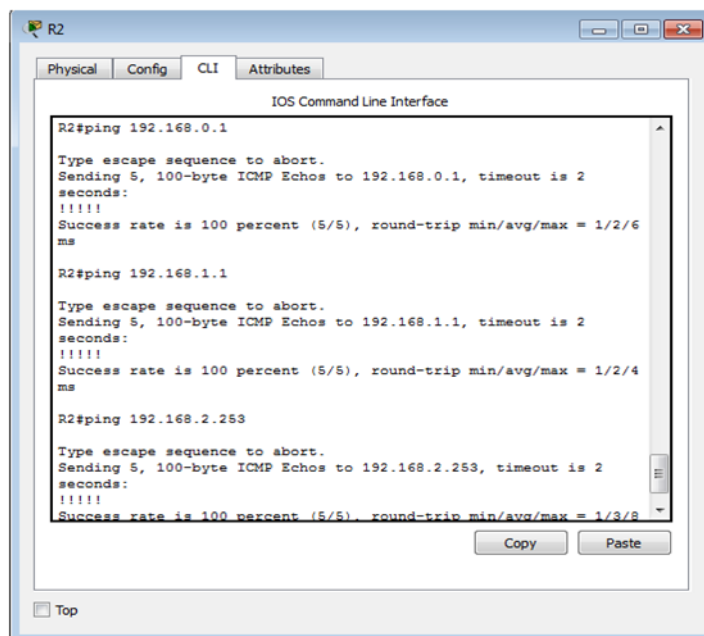 R2
Physical Config CLI Attributes
IOS Command Line Interface
R2#ping 192.168.0.1
Type escape sequence to abort.
Sending 5, 100-byte ICMP Echos to 192.168.0.1, timeout is 2
seconds:
!!!!!
Success rate is 100 percent (5/5), round-trip min/avg/max = 1/2/6
ms
R2#ping 192.168.1.1
Type escape sequence to abort.
Sending 5, 100-byte ICMP Echos to 192.168.1.1, timeout is 2
seconds:
!!!!!
Success rate is 100 percent (5/5), round-trip min/avg/max = 1/2/4
ms
R2#ping 192.168.2.253
Type escape sequence to abort.
Sending 5, 100-byte ICMP Echos to 192.168.2.253, timeout is 2
seconds:
!!!!!
Success rate is 100 percent (5/5), round-trip min/avg/max = 1/3/8
Copy Paste
Top